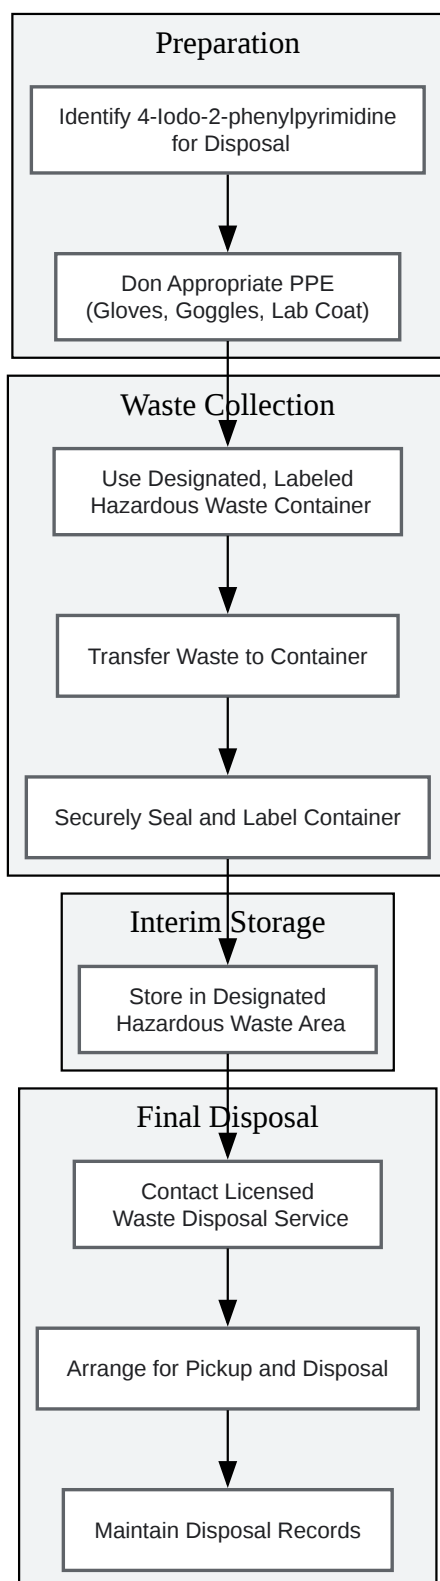 Preparation
Identify 4-Iodo-2-phenylpyrimidine
for Disposal
Don Appropriate PPE
(Gloves, Goggles, Lab Coat)
Waste Collection
Use Designated, Labeled
Hazardous Waste Container
Transfer Waste to Container
Securely Seal and Label Container
Interim Storage
Store in Designated
Hazardous Waste Area
Final Disposal
Contact Licensed
Waste Disposal Service
Arrange for Pickup and Disposal
Maintain Disposal Records